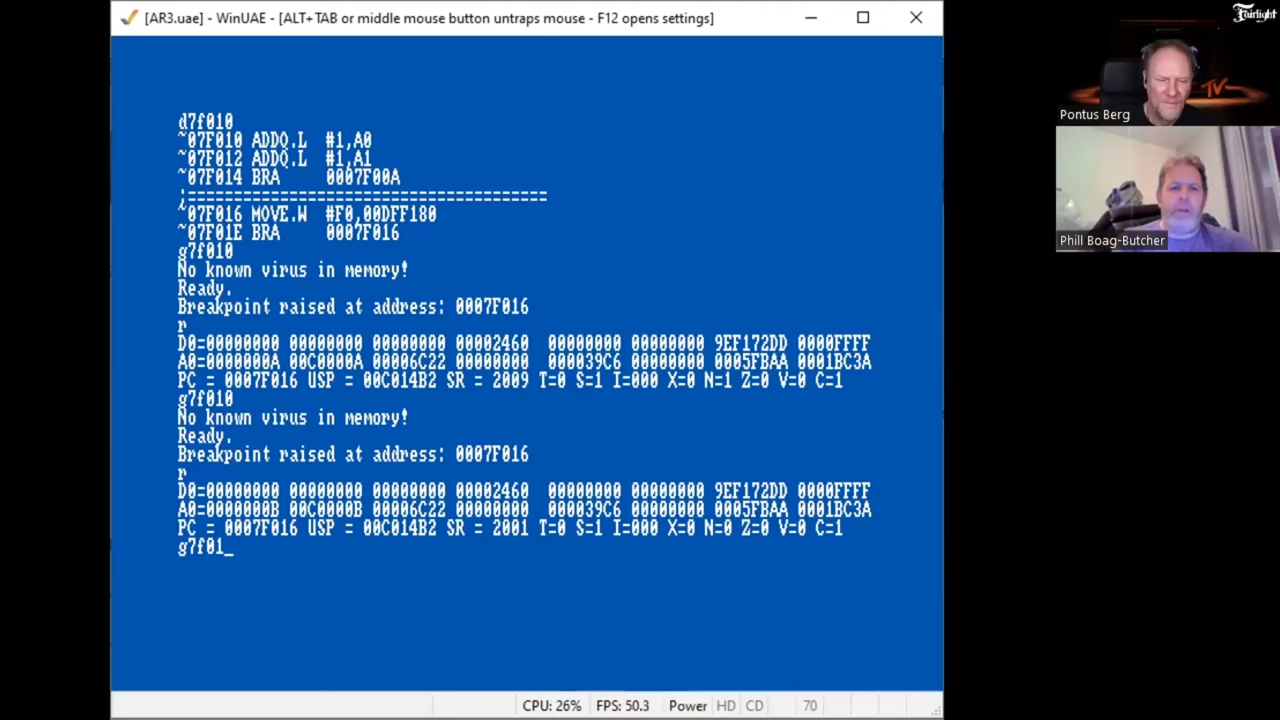 [AR3.uae] - WinUAE - [ALT+TAB or middle mouse button untraps mouse - F12 opens settings]
d7f010
~07F010 ADDQ.L #1,A0
~07F012 ADDQ.L #1,A1
~07F014 BRA 0007F00A
;=======================================
~07F016 MOVE.W #F0,00DFF180
~07F01E BRA 0007F016
g7f010
No known virus in memory!
Ready.
Breakpoint raised at address: 0007F016
r
D0=00000000 00000000 00000000 00002460 00000000 00000000 9EF172DD 0000FFFF
A0=0000000A 00C0000A 00006C22 00000000 000039C6 00000000 0005FBAA 0001BC3A
PC = 0007F016 USP = 00C014B2 SR = 2009 T=0 S=1 I=000 X=0 N=1 Z=0 V=0 C=1
g7f010
No known virus in memory!
Ready.
Breakpoint raised at address: 0007F016
r
D0=00000000 00000000 00000000 00002460 00000000 00000000 9EF172DD 0000FFFF
A0=0000000B 00C0000B 00006C22 00000000 000039C6 00000000 0005FBAA 0001BC3A
PC = 0007F016 USP = 00C014B2 SR = 2001 T=0 S=1 I=000 X=0 N=0 Z=0 V=0 C=1
g7f01_
CPU: 26% FPS: 50.3 Power HD CD 70
Fairlight
TV
Pontus Berg
Phill Boag-Butcher